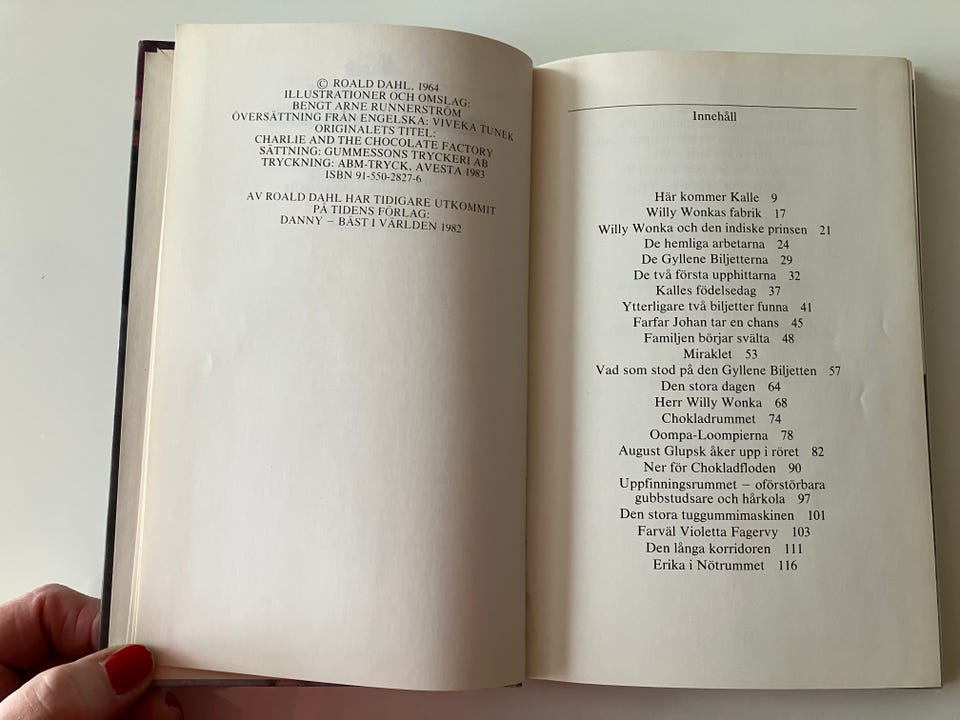 © ROALD DAHL, 1964
ILLUSTRATIONER OCH OMSLAG:
BENGT ARNE RUNNERSTRÖM
ÖVERSÄTTNING FRÅN ENGELSKA: VIVEKA TUNEK
ORIGINALETS TITEL:
CHARLIE AND THE CHOCOLATE FACTORY
SÄTTNING: GUMMESSONS TRYCKERI AB
TRYCKNING: ABM-TRYCK, AVESTA 1983
ISBN 91-550-2827-6
AV ROALD DAHL HAR TIDIGARE UTKOMMIT
PÅ TIDENS FÖRLAG:
DANNY – BÄST I VÄRLDEN 1982
Innehåll
Här kommer Kalle 9
Willy Wonkas fabrik 17
Willy Wonka och den indiske prinsen 21
De hemliga arbetarna 24
De Gyllene Biljetterna 29
De två första upphittarna 32
Kalles födelsedag 37
Ytterligare två biljetter funna 41
Farfar Johan tar en chans 45
Familjen börjar svälta 48
Miraklet 53
Vad som stod på den Gyllene Biljetten 57
Den stora dagen 64
Herr Willy Wonka 68
Chokladrummet 74
Oompa-Loompierna 78
August Glupsk åker upp i röret 82
Ner för Chokladfloden 90
Uppfinningsrummet – oförstörbara
gubbstudsare och hårkola 97
Den stora tuggummimaskinen 101
Farväl Violetta Fagervy 103
Den långa korridoren 111
Erika i Nötrummet 116